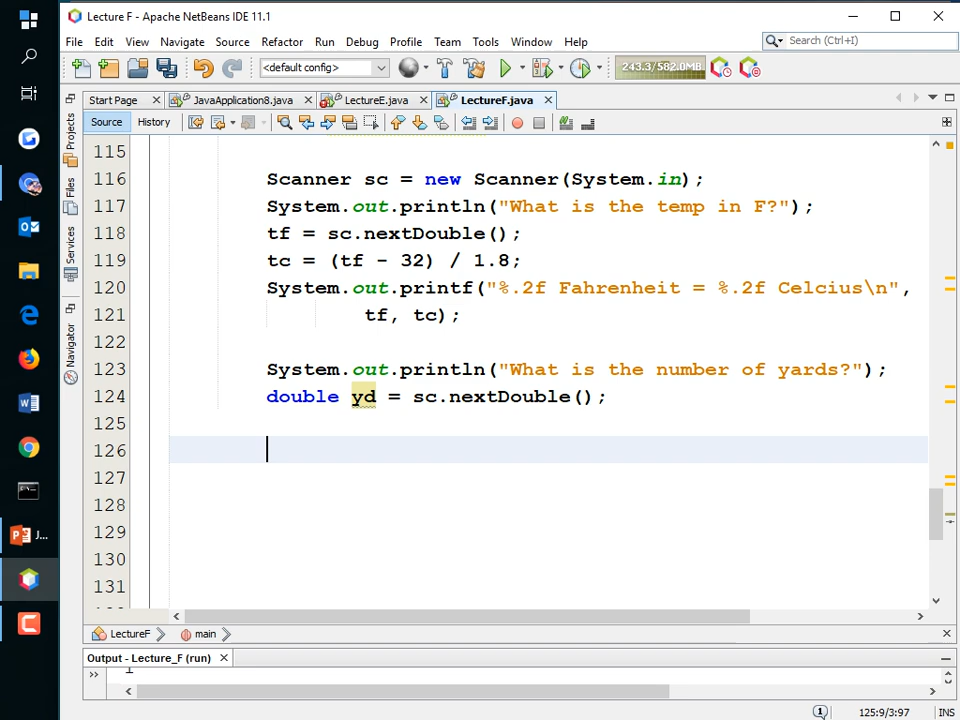 Lecture F - Apache NetBeans IDE 11.1
File Edit View Navigate Source Refactor Run Debug Profile Team Tools Window Help
Search (Ctrl+I)
<default config>
243.3/582.0MB
Start Page
JavaApplication8.java
LectureE.java
LectureF.java
Source History
Projects
Files
Services
Navigator
115
116 Scanner sc = new Scanner(System.in);
117 System.out.println("What is the temp in F?");
118 tf = sc.nextDouble();
119 tc = (tf - 32) / 1.8;
120 System.out.printf("%.2f Fahrenheit = %.2f Celcius\n",
121 tf, tc);
122
123 System.out.println("What is the number of yards?");
124 double yd = sc.nextDouble();
125
126
127
128
129
130
131
J...
LectureF
main
Output - Lecture_F (run)
1
125:9/3:97
INS